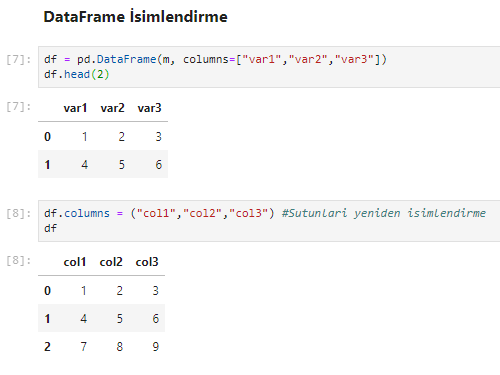 DataFrame İsimlendirme
[7]: df = pd.DataFrame(m, columns=["var1","var2","var3"])
df.head(2)
[7]: var1 var2 var3
0 1 2 3
1 4 5 6
[8]: df.columns = ("col1","col2","col3") #Sutunlari yeniden isimlendirme
df
[8]: col1 col2 col3
0 1 2 3
1 4 5 6
2 7 8 9